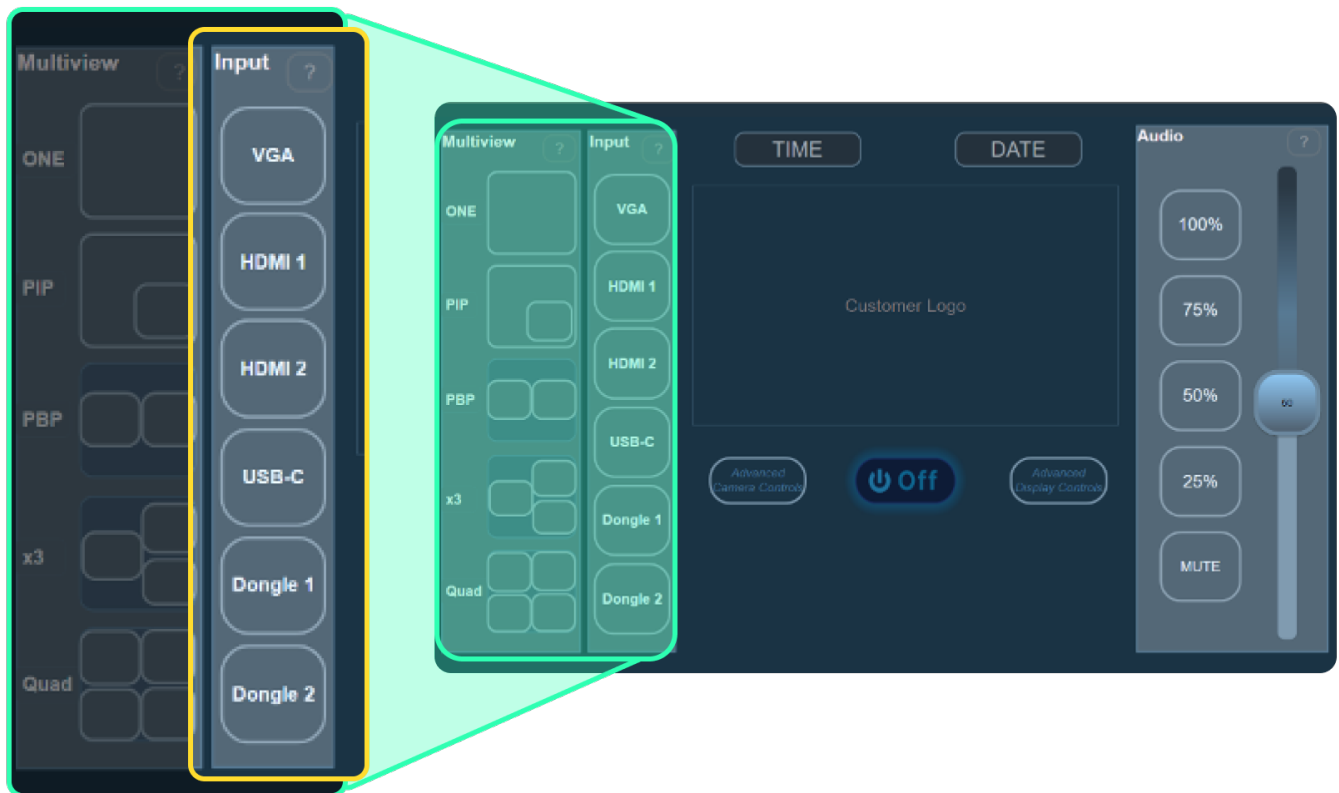 Multiview
?
ONE
PIP
PBP
x3
Quad
Input
?
VGA
HDMI 1
HDMI 2
USB-C
Dongle 1
Dongle 2
Multiview
?
ONE
PIP
PBP
x3
Quad
Input
?
VGA
HDMI 1
HDMI 2
USB-C
Dongle 1
Dongle 2
TIME
DATE
Customer Logo
Advanced
Camera Controls
Off
Advanced
Display Controls
Audio
?
100%
75%
50%
25%
MUTE